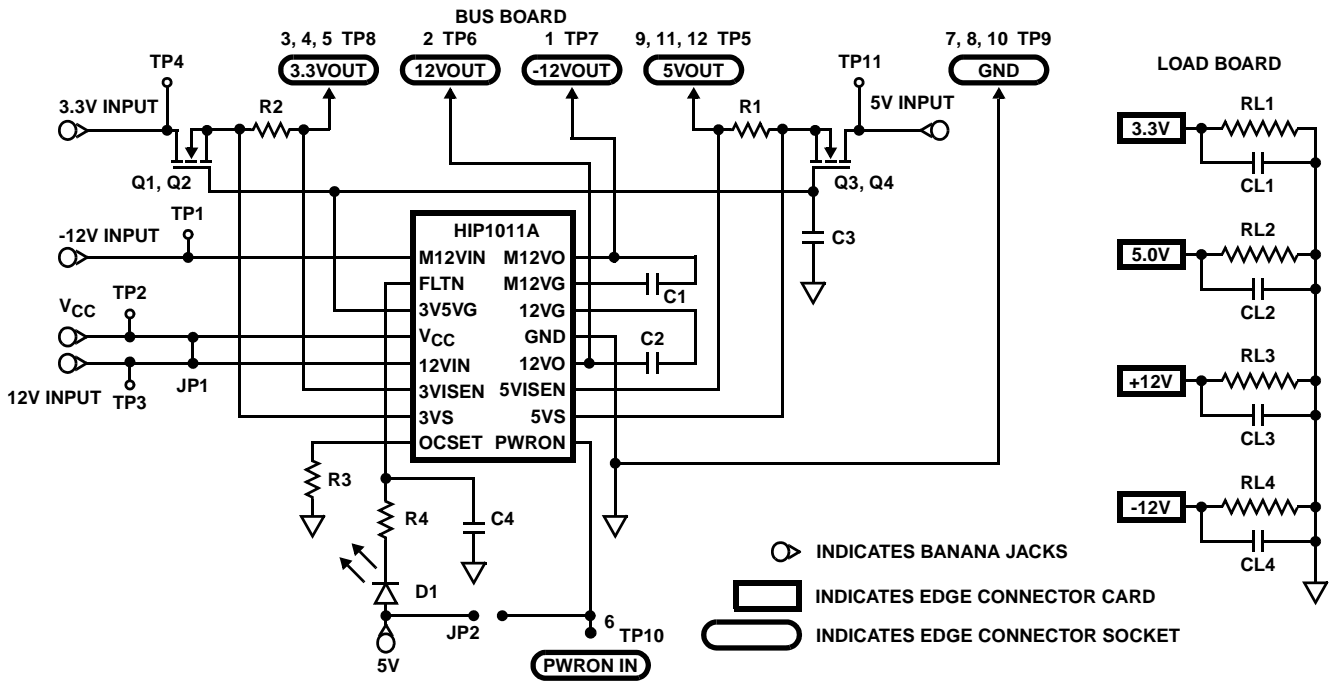 BUS BOARD
3, 4, 5 TP8
2 TP6
1 TP7
9, 11, 12 TP5
7, 8, 10 TP9
3.3VOUT
12VOUT
-12VOUT
5VOUT
GND
TP4
TP11
LOAD BOARD
3.3V INPUT
R2
R1
5V INPUT
Q1, Q2
Q3, Q4
TP1
-12V INPUT
HIP1011A
C3
M12VIN
M12VO
FLTN
M12VG
C1
3V5VG
12VG
VCC
TP2
VCC
GND
C2
12VIN
12VO
JP1
12V INPUT
TP3
3VISEN
5VISEN
3VS
5VS
OCSET
PWRON
R3
R4
C4
D1
JP2
5V
6
TP10
PWRON IN
3.3V
RL1
CL1
5.0V
RL2
CL2
+12V
RL3
CL3
-12V
RL4
CL4
INDICATES BANANA JACKS
INDICATES EDGE CONNECTOR CARD
INDICATES EDGE CONNECTOR SOCKET